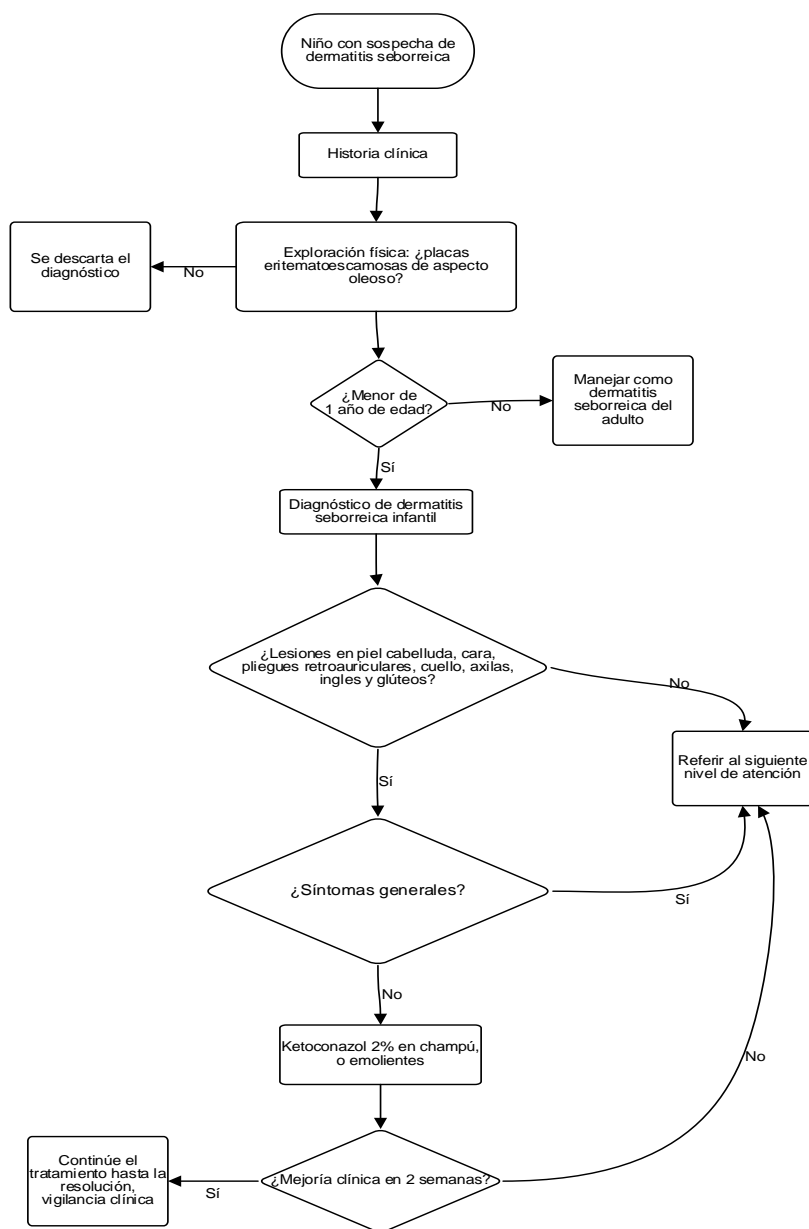 Niño con sospecha de
dermatitis seborreica
Historia clínica
Exploración física: ¿placas
eritematoescamosas de aspecto
oleoso?
No
Se descarta el
diagnóstico
¿Menor de
1 año de edad?
No
Manejar como
dermatitis
seborreica del
adulto
Sí
Diagnóstico de dermatitis
seborreica infantil
¿Lesiones en piel cabelluda, cara,
pliegues retroauriculares, cuello, axilas,
ingles y glúteos?
No
Referir al siguiente
nivel de atención
Sí
¿Síntomas generales?
Sí
No
Ketoconazol 2% en champú,
o emolientes
No
¿Mejoría clínica en 2 semanas?
Sí
Continúe el
tratamiento hasta la
resolución,
vigilancia clínica